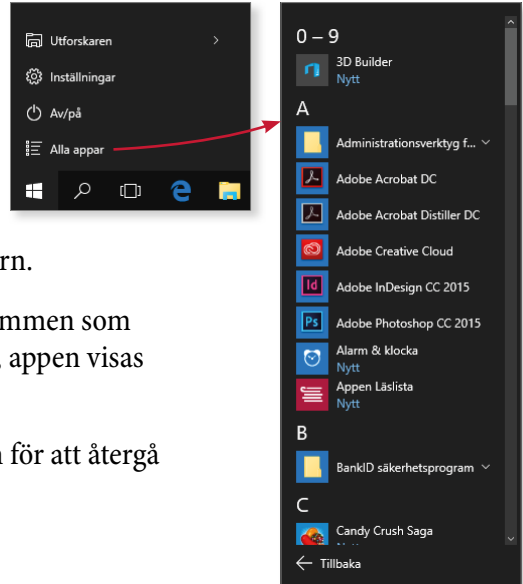 Utforskaren
Inställningar
Av/på
Alla appar
rn.
mmen som
, appen visas
för att återgå
0 – 9
3D Builder
Nytt
A
Administrationsverktyg f...
Adobe Acrobat DC
Adobe Acrobat Distiller DC
Adobe Creative Cloud
Id
Adobe InDesign CC 2015
Ps
Adobe Photoshop CC 2015
Alarm & klocka
Nytt
Appen Läslista
Nytt
B
BankID säkerhetsprogram
C
Candy Crush Saga
Tillbaka